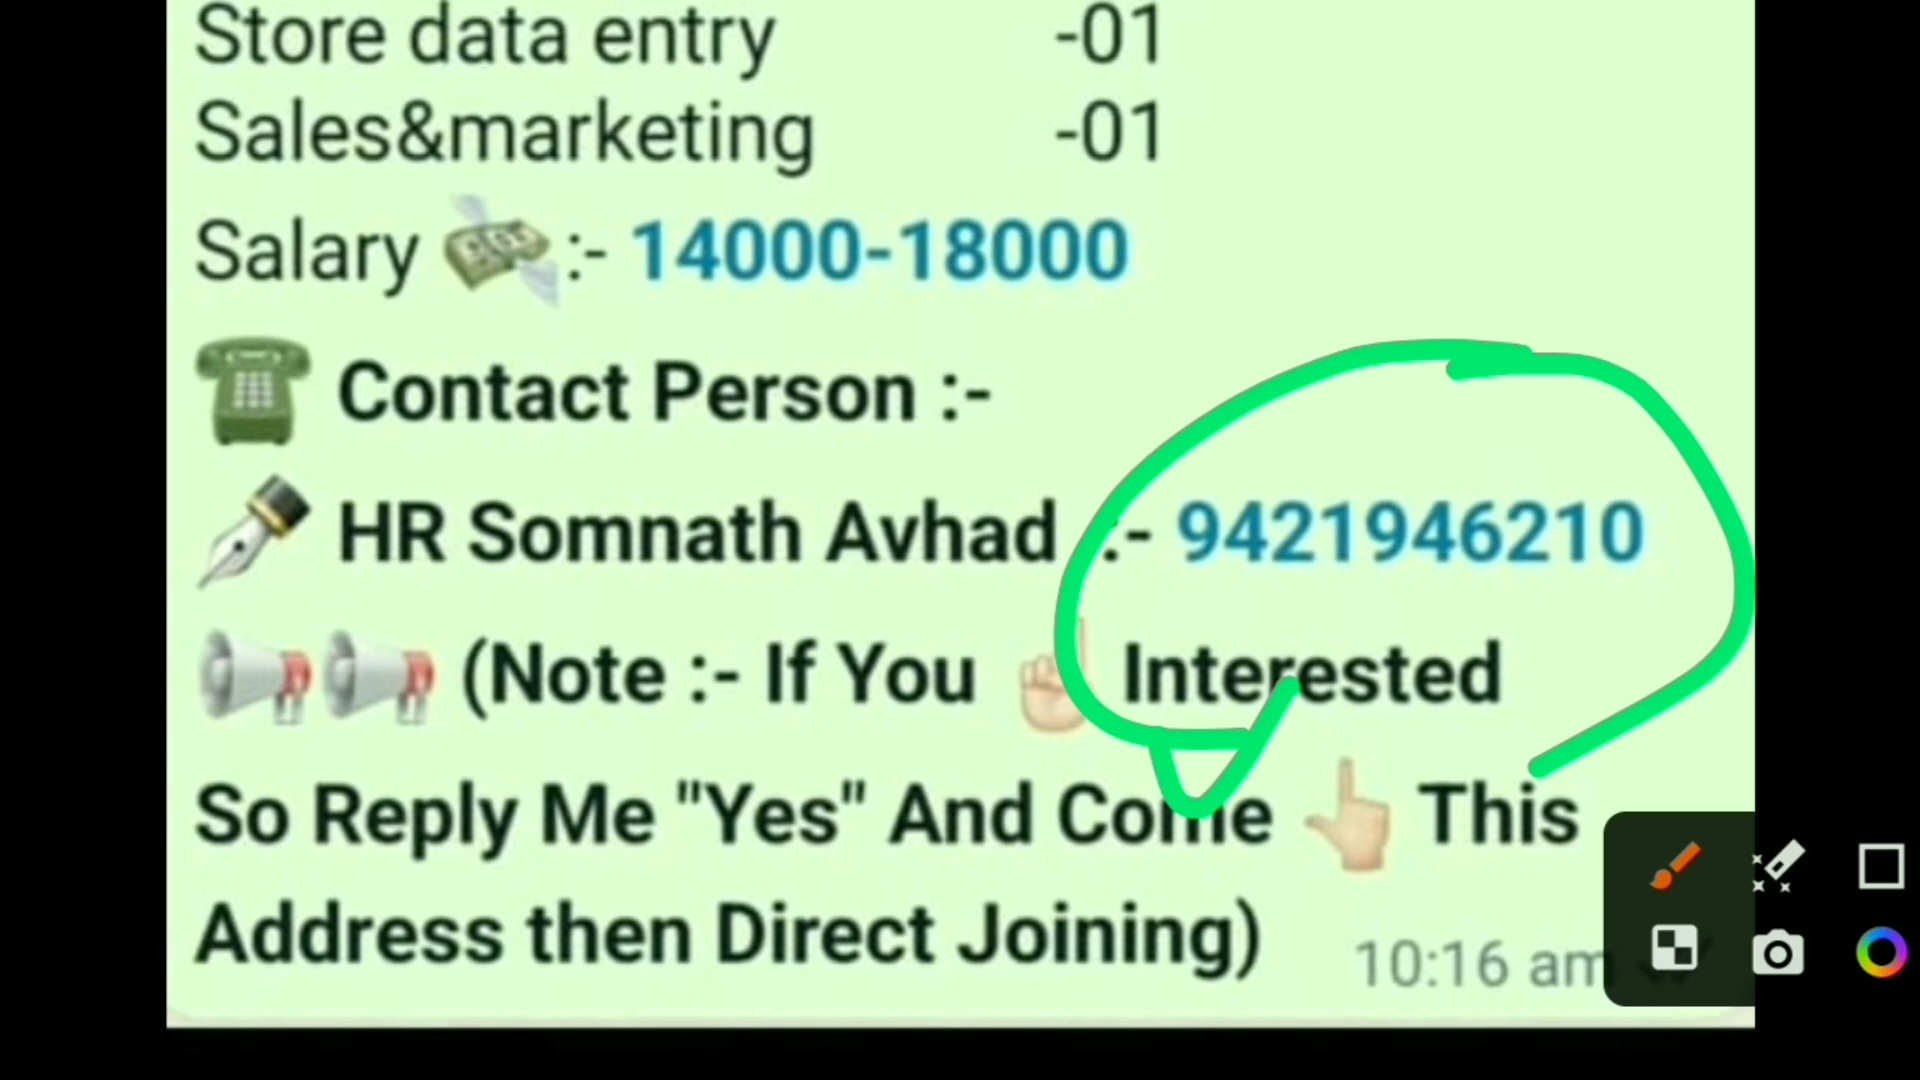 Store data entry -01
Sales&marketing -01
Salary 💸:- 14000-18000
☎ Contact Person :-
✒ HR Somnath Avhad :- 9421946210
📢📢 (Note :- If You ☝🏻 Interested
So Reply Me "Yes" And Come 👆🏻 This
Address then Direct Joining)
10:16 am